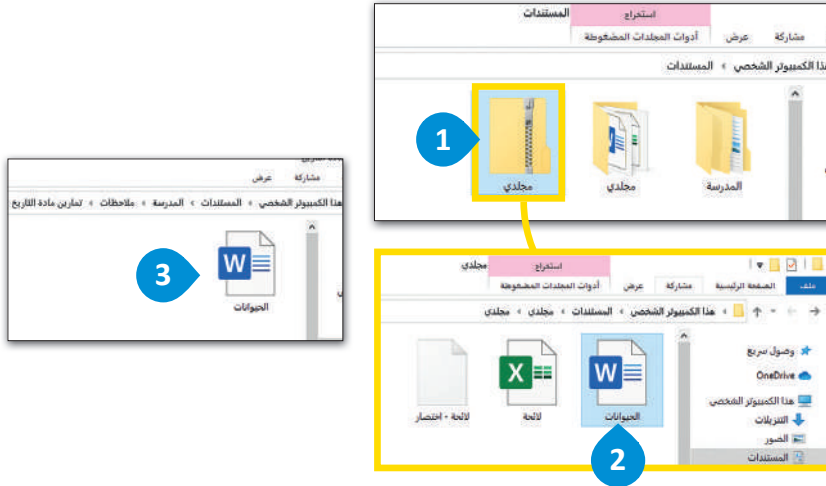 المستندات
استخراج
مشاركة
عرض
أدوات المجلدات المضغوطة
هذا الكمبيوتر الشخصي › المستندات
1
المدرسة
مجلدي
مجلدي
مجلدي
استخراج
ملف
الصفحة الرئيسية
مشاركة
عرض
أدوات المجلدات المضغوطة
هذا الكمبيوتر الشخصي › المستندات › مجلدي › مجلدي
وصول سريع
OneDrive
هذا الكمبيوتر الشخصي
التنزيلات
الصور
المستندات
W
الحيوانات
X
لائحة
لائحة - اختصار
2
مشاركة
عرض
هذا الكمبيوتر الشخصي › المستندات › المدرسة › ملاحظات › تمارين مادة التاريخ
W
الحيوانات
3